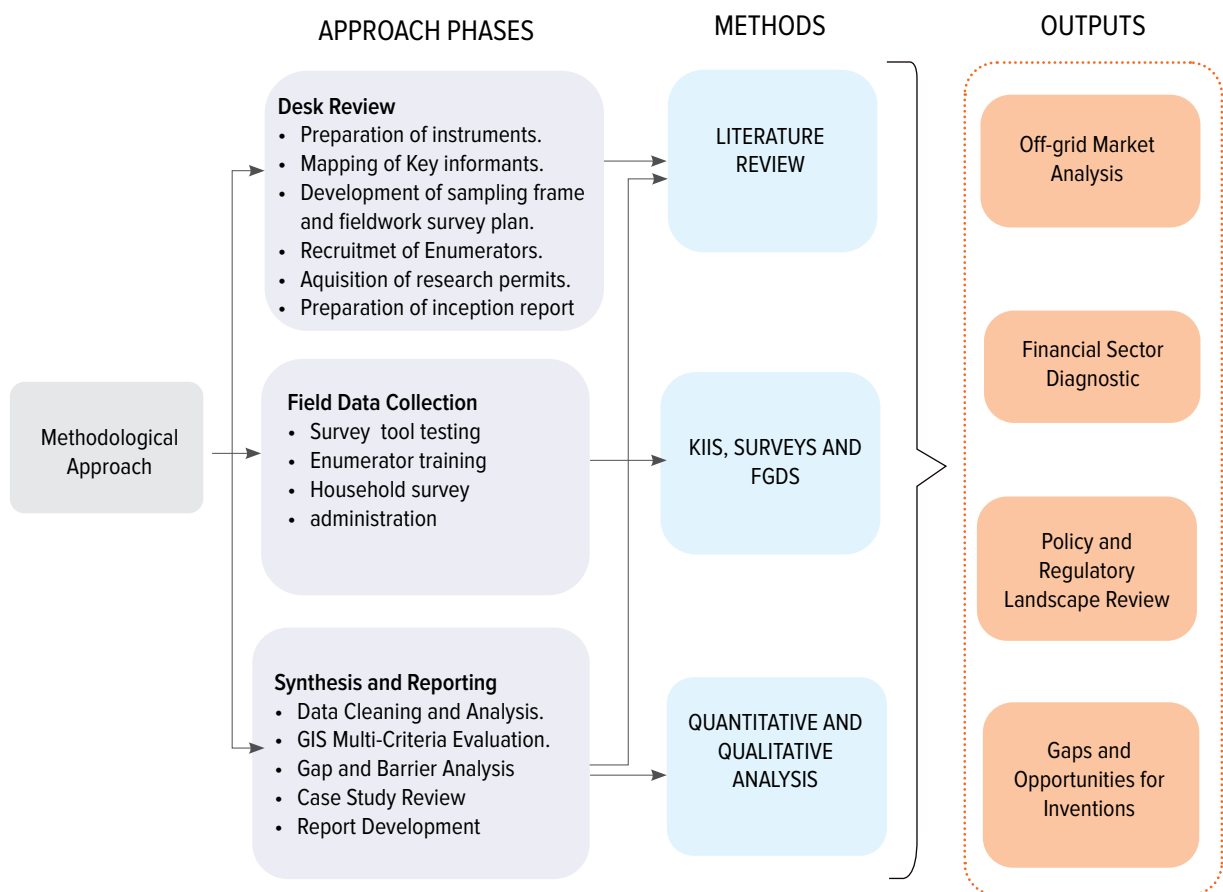 APPROACH PHASES
METHODS
OUTPUTS
Methodological
Approach
Desk Review
• Preparation of instruments.
• Mapping of Key informants.
• Development of sampling frame
and fieldwork survey plan.
• Recruitmet of Enumerators.
• Aquisition of research permits.
• Preparation of inception report
Field Data Collection
• Survey tool testing
• Enumerator training
• Household survey
• administration
Synthesis and Reporting
• Data Cleaning and Analysis.
• GIS Multi-Criteria Evaluation.
• Gap and Barrier Analysis
• Case Study Review
• Report Development
LITERATURE
REVIEW
KIIS, SURVEYS AND
FGDS
QUANTITATIVE AND
QUALITATIVE
ANALYSIS
Off-grid Market
Analysis
Financial Sector
Diagnostic
Policy and
Regulatory
Landscape Review
Gaps and
Opportunities for
Inventions